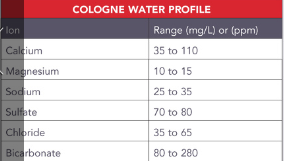 COLOGNE WATER PROFILE
Ion Range (mg/L) or (ppm)
Calcium 35 to 110
Magnesium 10 to 15
Sodium 25 to 35
Sulfate 70 to 80
Chloride 35 to 65
Bicarbonate 80 to 280